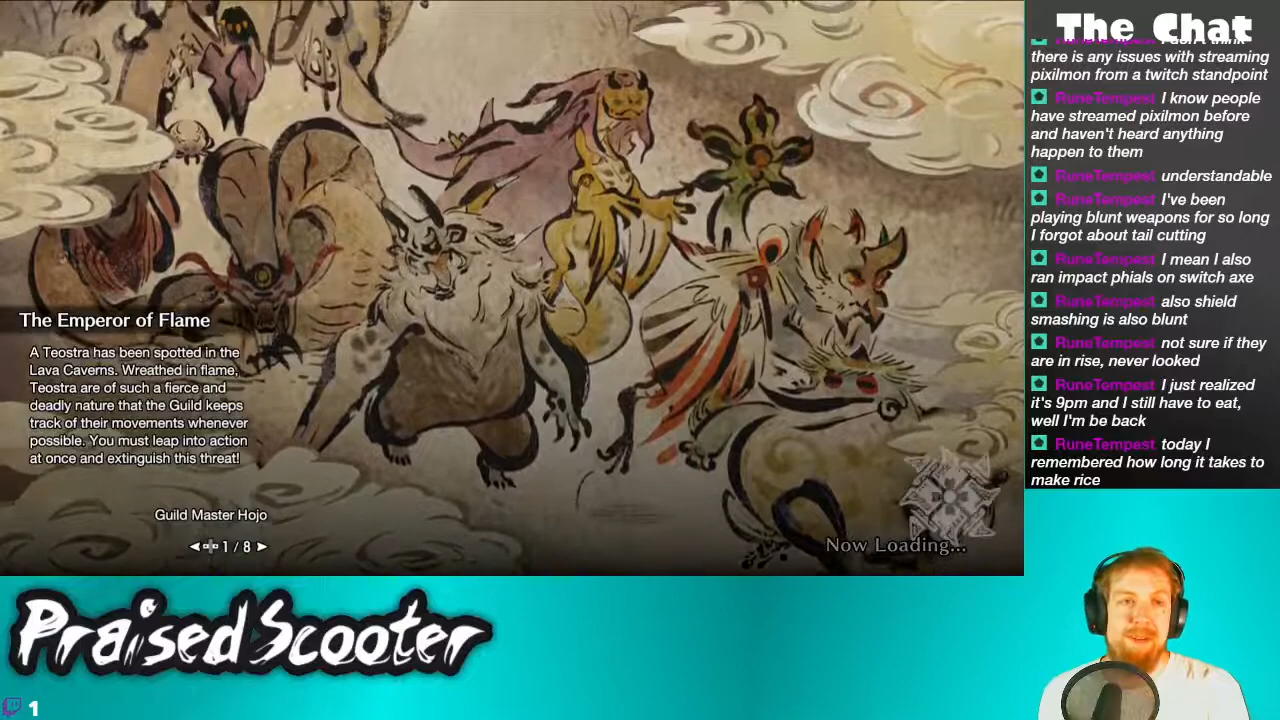 The Emperor of Flame
A Teostra has been spotted in the
Lava Caverns. Wreathed in flame,
Teostra are of such a fierce and
deadly nature that the Guild keeps
track of their movements whenever
possible. You must leap into action
at once and extinguish this threat!
Guild Master Hojo
1 / 8
Now Loading...
The Chat
there is any issues with streaming
pixilmon from a twitch standpoint
RuneTempest I know people
have streamed pixilmon before
and haven't heard anything
happen to them
RuneTempest understandable
RuneTempest I've been
playing blunt weapons for so long
I forgot about tail cutting
RuneTempest I mean I also
ran impact phials on switch axe
RuneTempest also shield
smashing is also blunt
RuneTempest not sure if they
are in rise, never looked
RuneTempest I just realized
it's 9pm and I still have to eat,
well I'm be back
RuneTempest today I
remembered how long it takes to
make rice
Praised Scooter
1